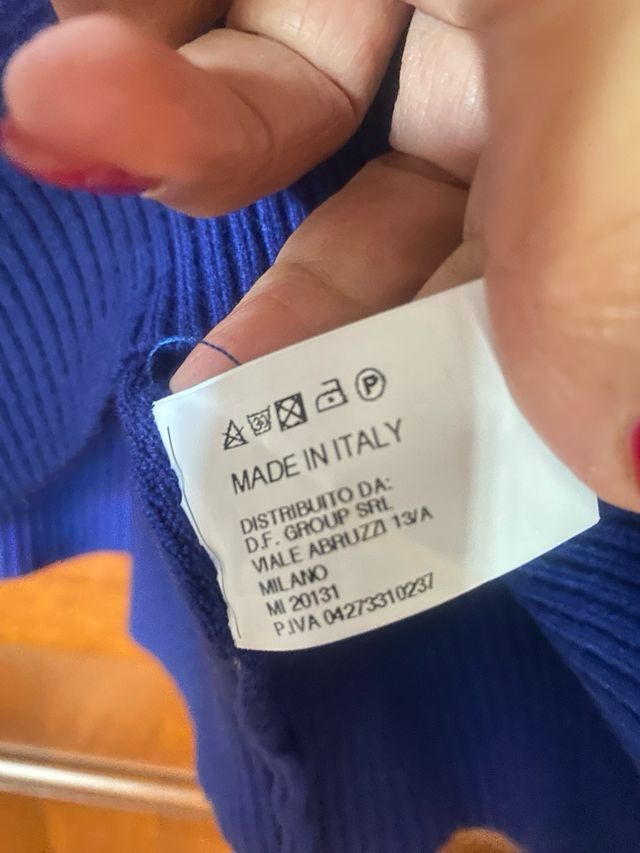 P
MADE IN ITALY
DISTRIBUITO DA:
D.F. GROUP SRL
VIALE ABRUZZI 13/A
MILANO
MI 20131
P.IVA 04273310237